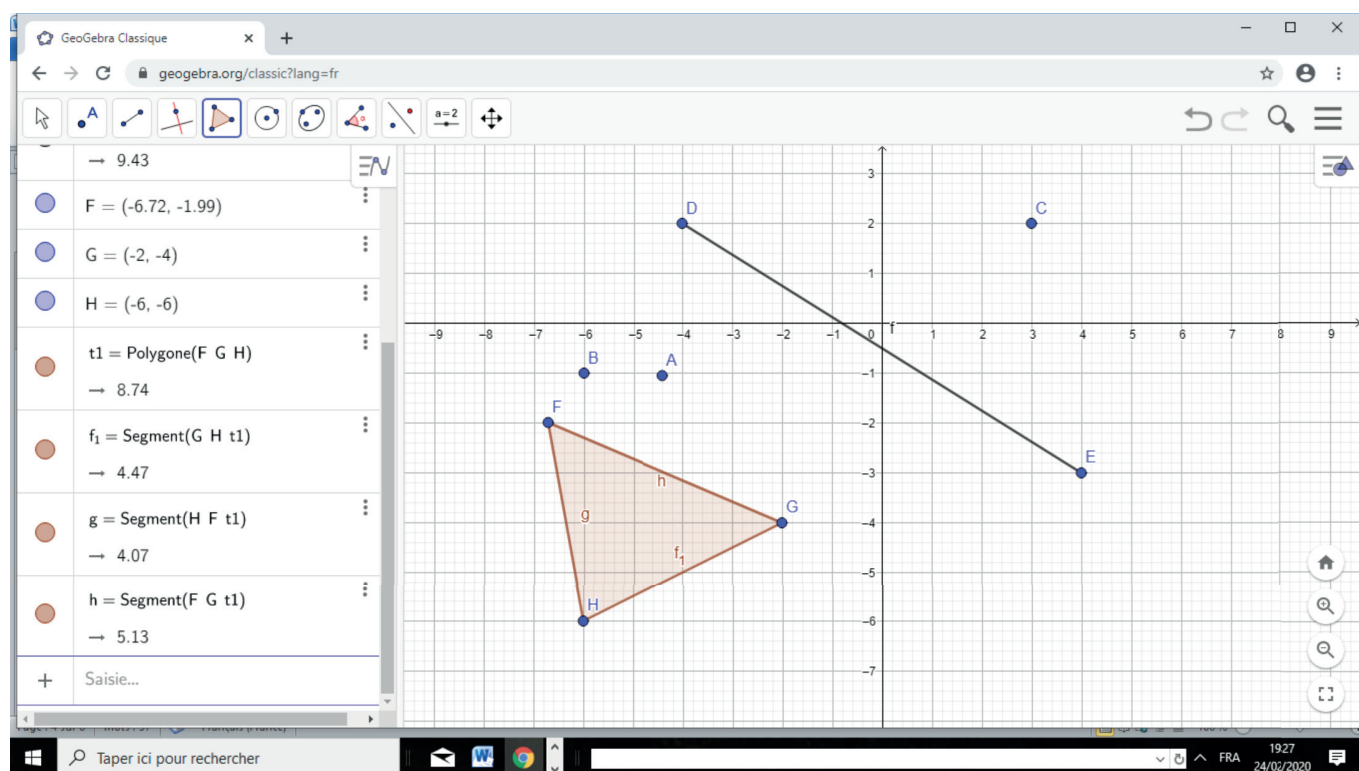 GeoGebra Classique
geogebra.org/classic?lang=fr
A
a=2
→ 9.43
F = (-6.72, -1.99)
G = (-2, -4)
H = (-6, -6)
t1 = Polygone(F G H)
→ 8.74
f₁ = Segment(G H t1)
→ 4.47
g = Segment(H F t1)
→ 4.07
h = Segment(F G t1)
→ 5.13
Saisie...
3
D
C
2
1
−9 −8 −7 −6 −5 −4 −3 −2 −1 0 f 1 2 3 4 5 6 7 8 9
B
A
−1
F
−2
E
−3
h
G
g
−4
f₁
−5
H
−6
−7
Taper ici pour rechercher
FRA
1927
24/02/2020